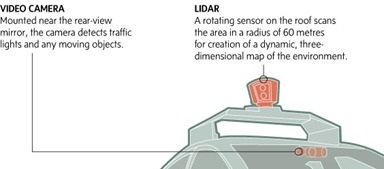 VIDEO CAMERA
Mounted near the rear-view
mirror, the camera detects traffic
lights and any moving objects.
LIDAR
A rotating sensor on the roof scans
the area in a radius of 60 metres
for creation of a dynamic, three-
dimensional map of the environment.